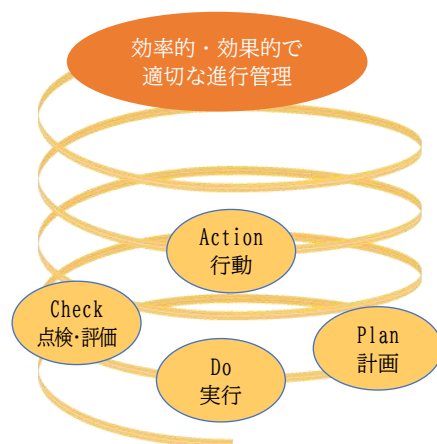 効率的・効果的で
適切な進行管理
Action
行動
Check
点検・評価
Plan
計画
Do
実行